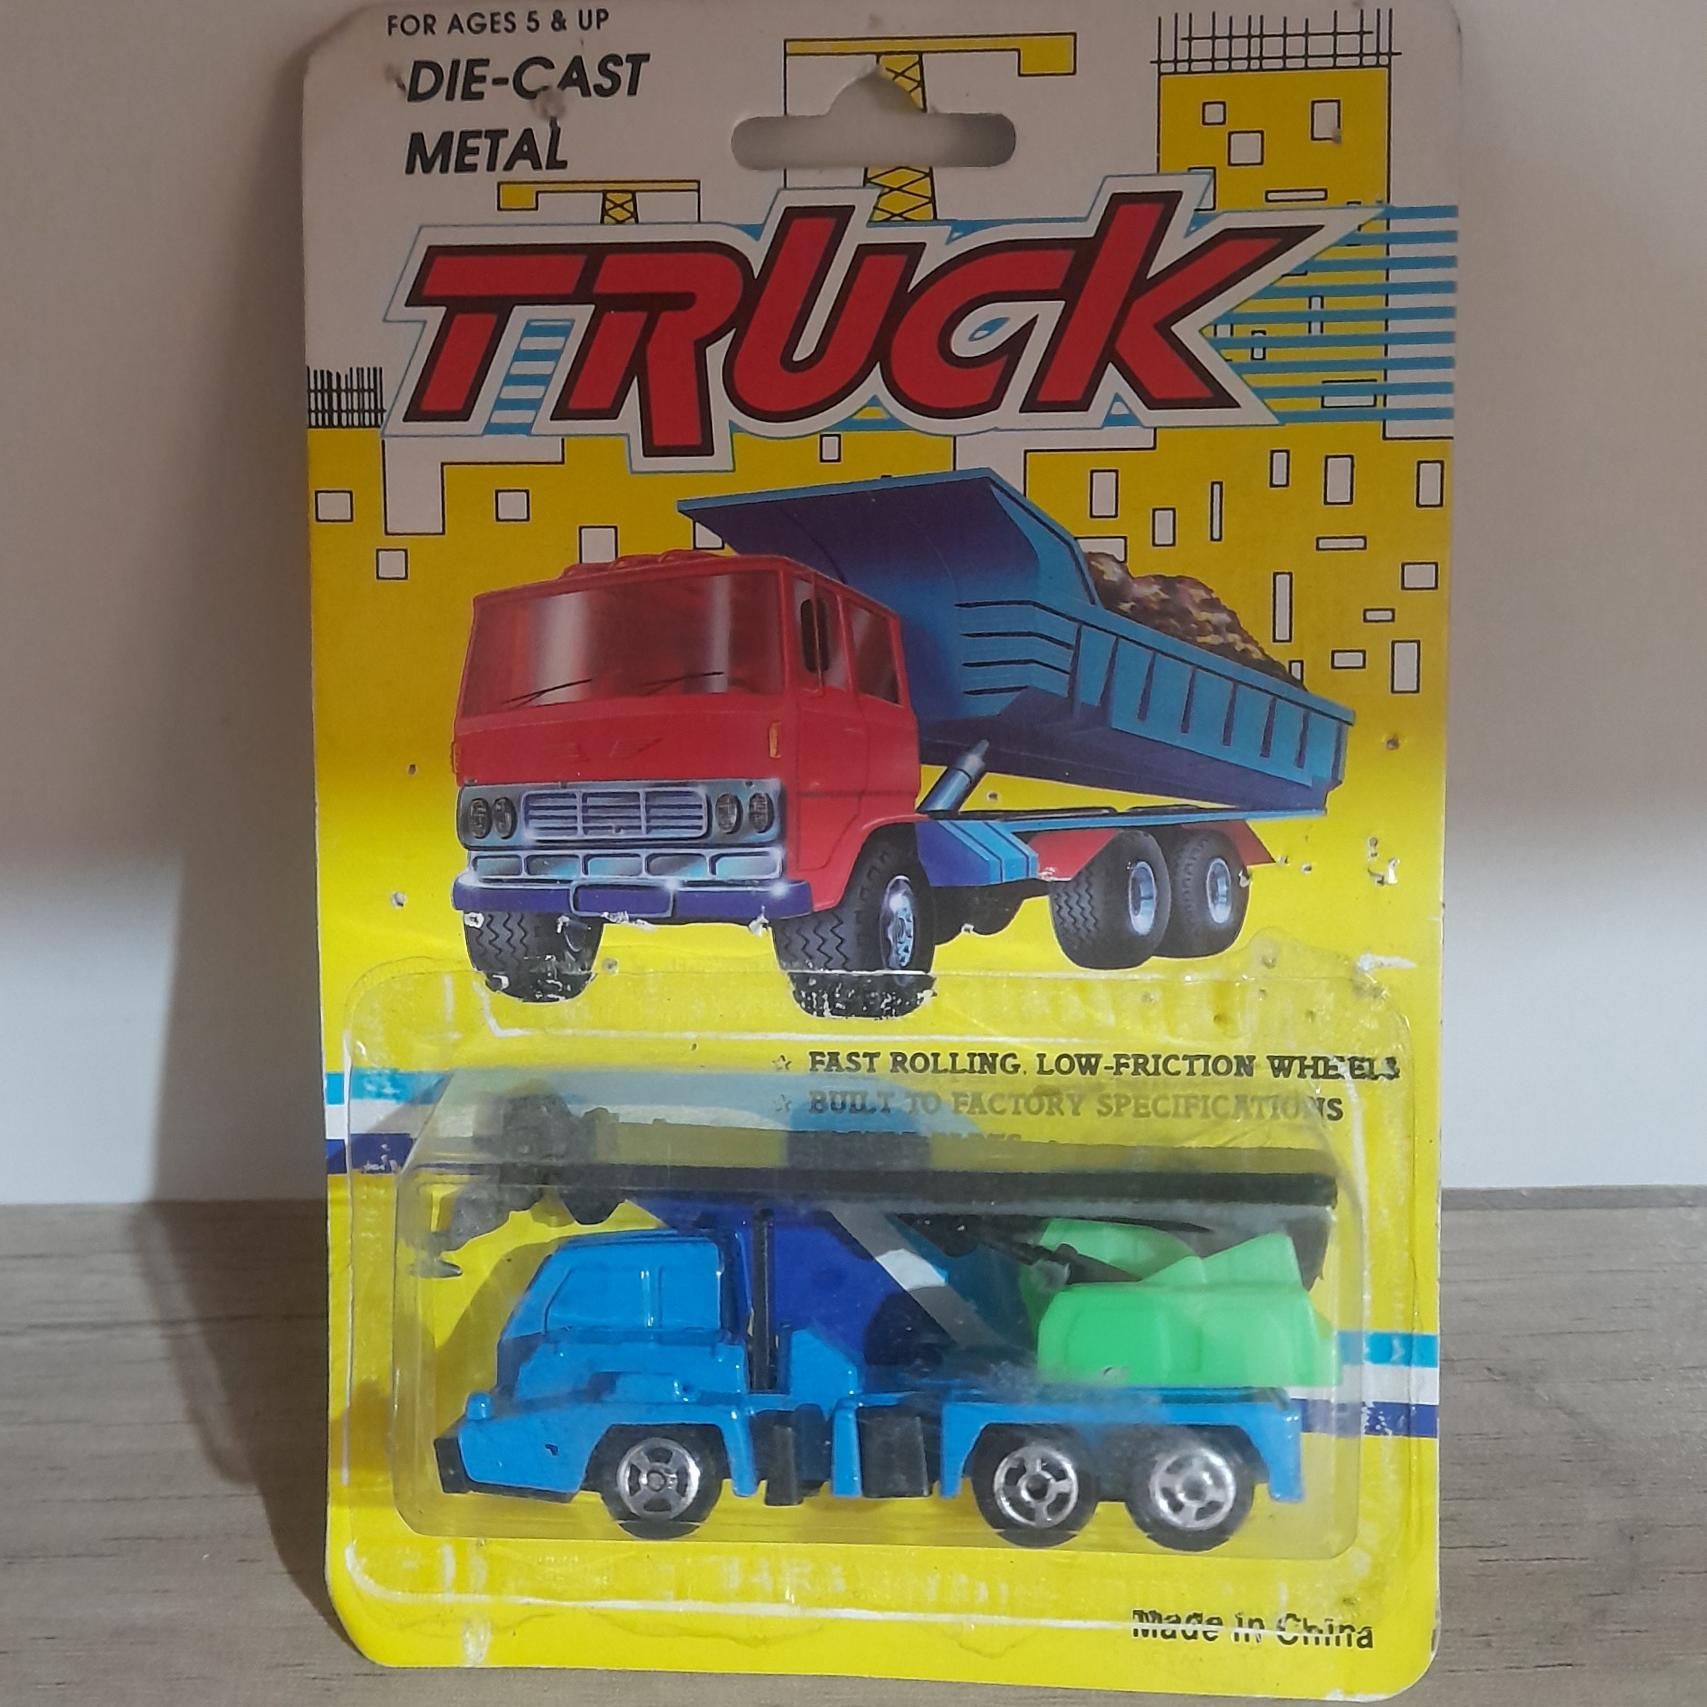 FOR AGES 5 & UP
DIE-CAST
METAL
TRUCK
☆ FAST ROLLING, LOW-FRICTION WHEELS
☆ BUILT TO FACTORY SPECIFICATIONS
Made in China